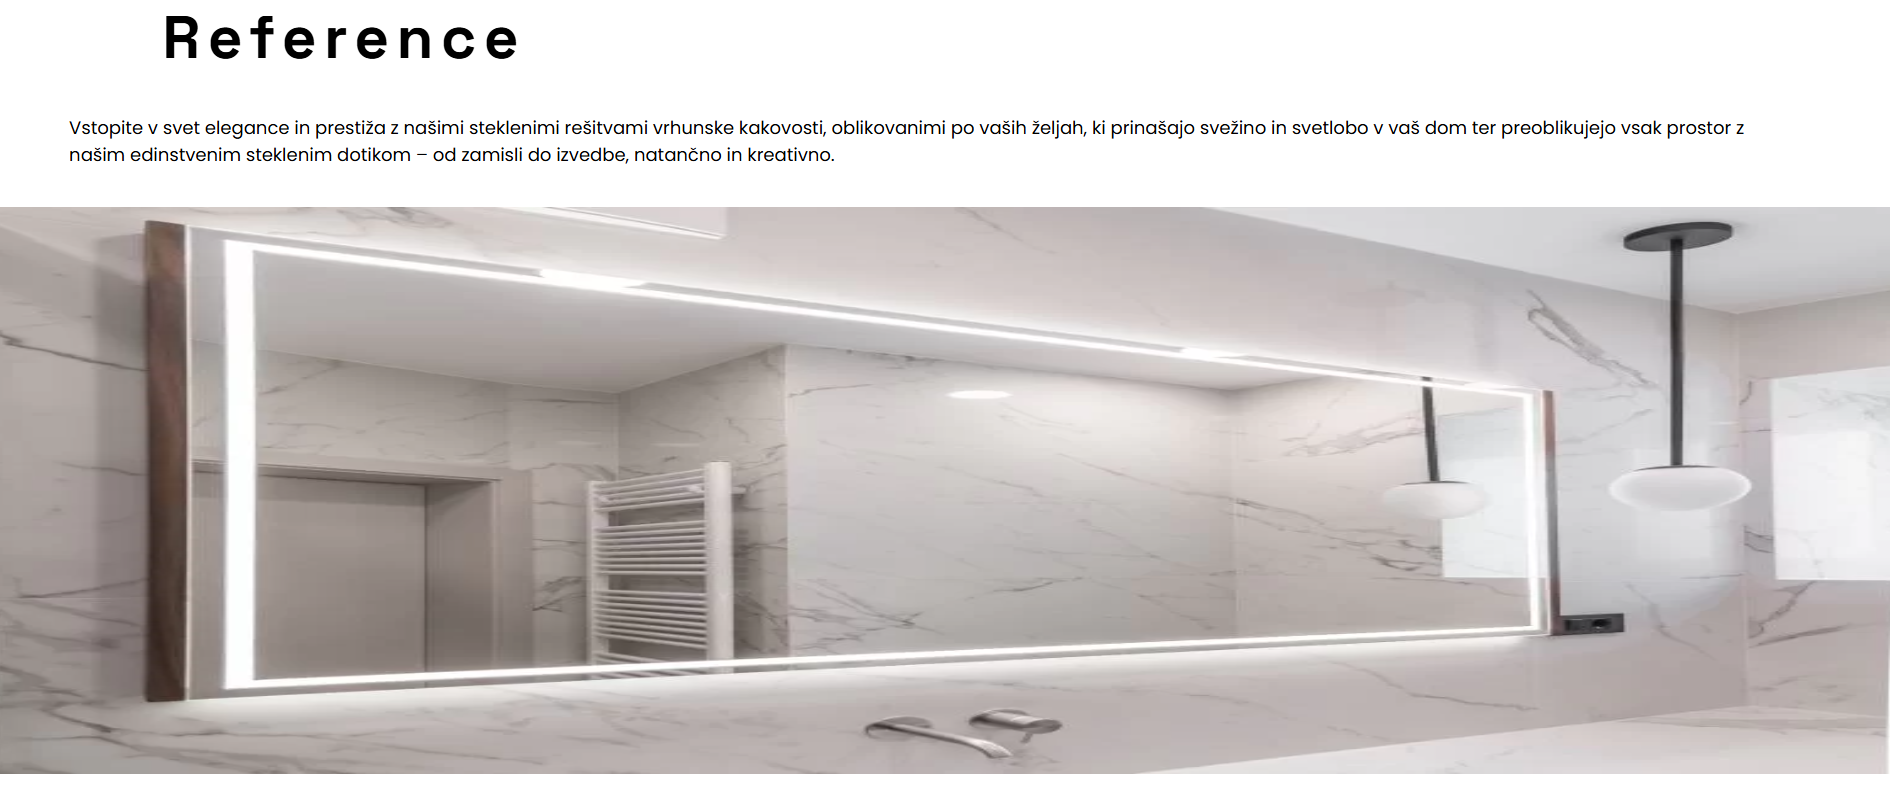 Reference
Vstopite v svet elegance in prestiža z našimi steklenimi rešitvami vrhunske kakovosti, oblikovanimi po vaših željah, ki prinašajo svežino in svetlobo v vaš dom ter preoblikujejo vsak prostor z
našim edinstvenim steklenim dotikom – od zamisli do izvedbe, natančno in kreativno.